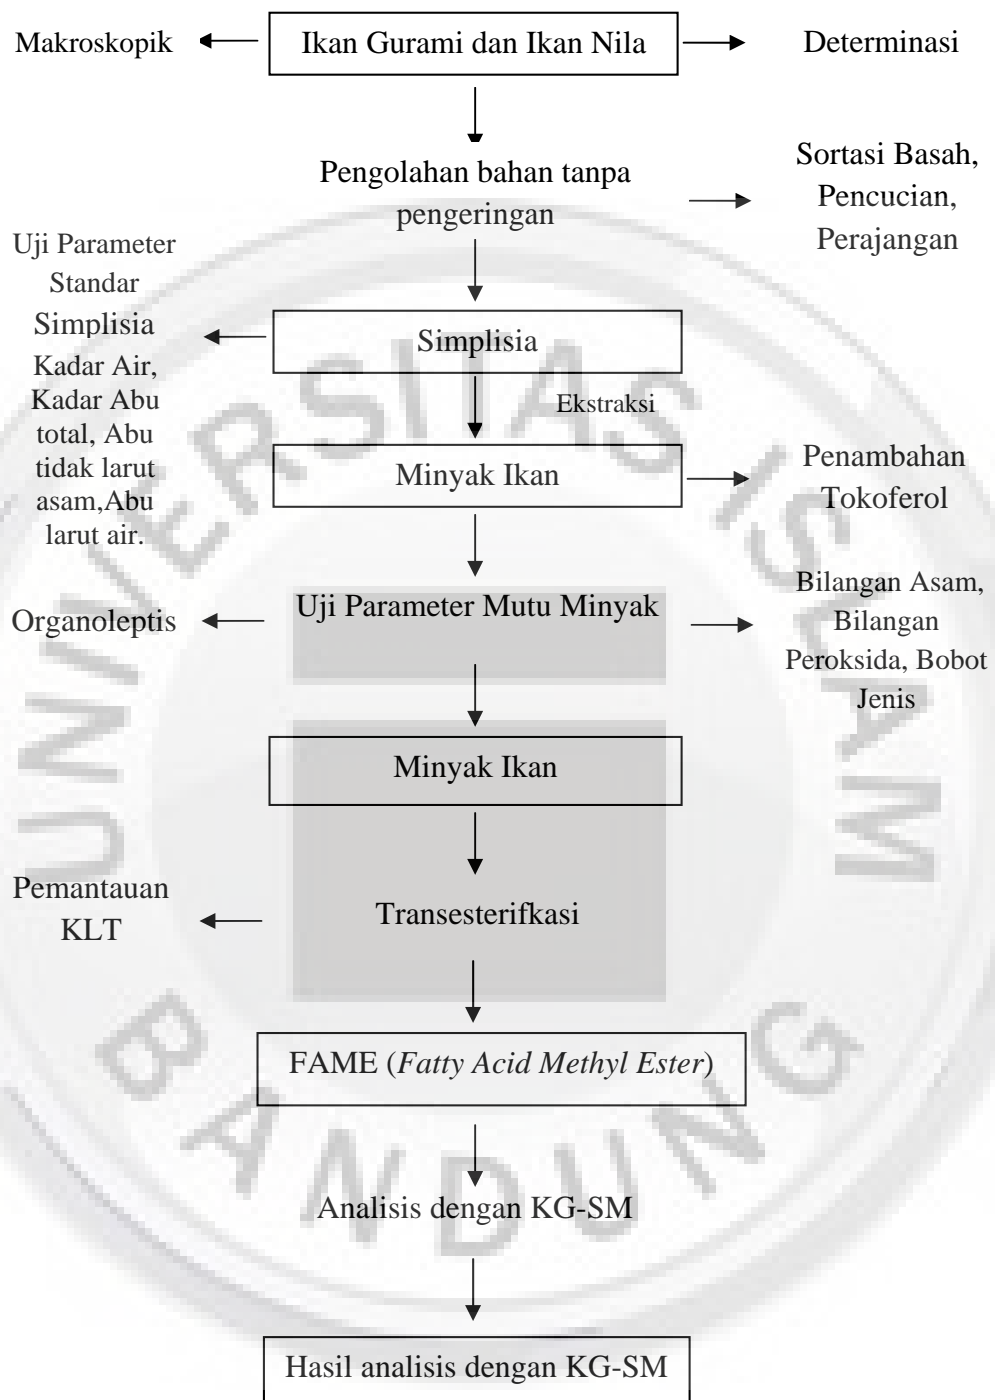 Makroskopik
Ikan Gurami dan Ikan Nila
Determinasi
Pengolahan bahan tanpa
pengeringan
Sortasi Basah,
Pencucian,
Perajangan
Uji Parameter
Standar
Simplisia
Kadar Air,
Kadar Abu
total, Abu
tidak larut
asam,Abu
larut air.
Simplisia
Ekstraksi
Minyak Ikan
Penambahan
Tokoferol
Organoleptis
Uji Parameter Mutu Minyak
Bilangan Asam,
Bilangan
Peroksida, Bobot
Jenis
Minyak Ikan
Pemantauan
KLT
Transesterifkasi
FAME (Fatty Acid Methyl Ester)
Analisis dengan KG-SM
Hasil analisis dengan KG-SM
UNIVERSITAS ISLAM
BANDUNG